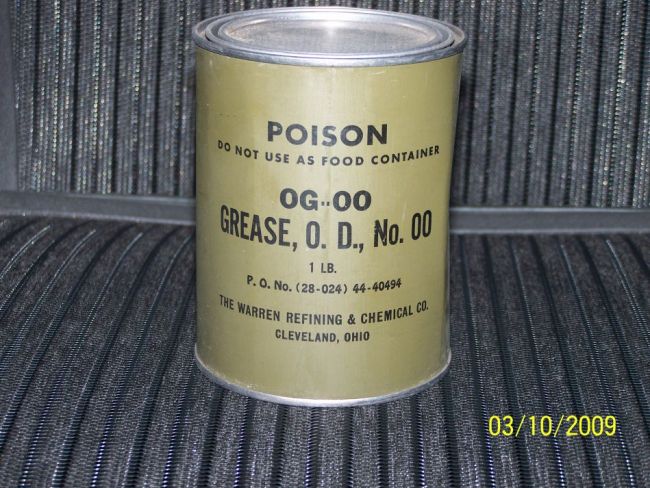 POISON
DO NOT USE AS FOOD CONTAINER
OG--OO
GREASE, O. D., No. 00
1 LB.
P. O. No. (28-024) 44-40494
THE WARREN REFINING & CHEMICAL CO.
CLEVELAND, OHIO
03/10/2009